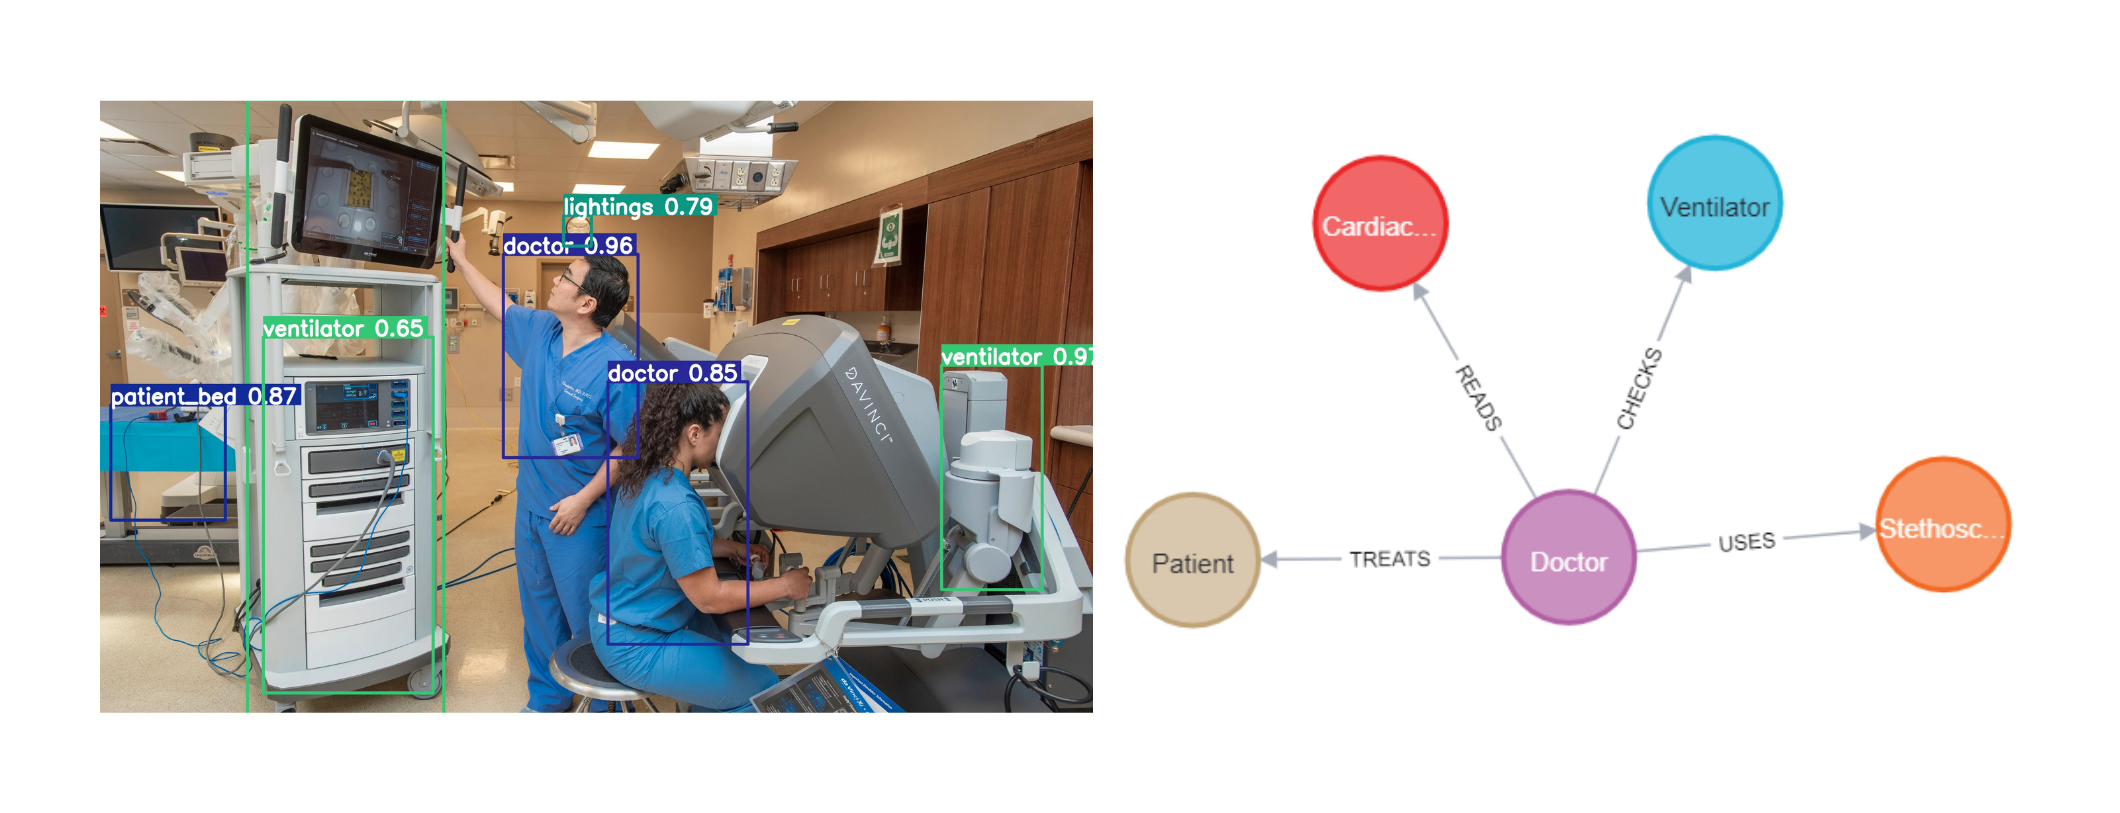 lightings 0.79
doctor 0.96
ventilator 0.65
doctor 0.85
ventilator 0.97
patient_bed 0.87
DAVINCI™
Cardiac...
Ventilator
READS
CHECKS
Patient
TREATS
Doctor
USES
Stethosc...